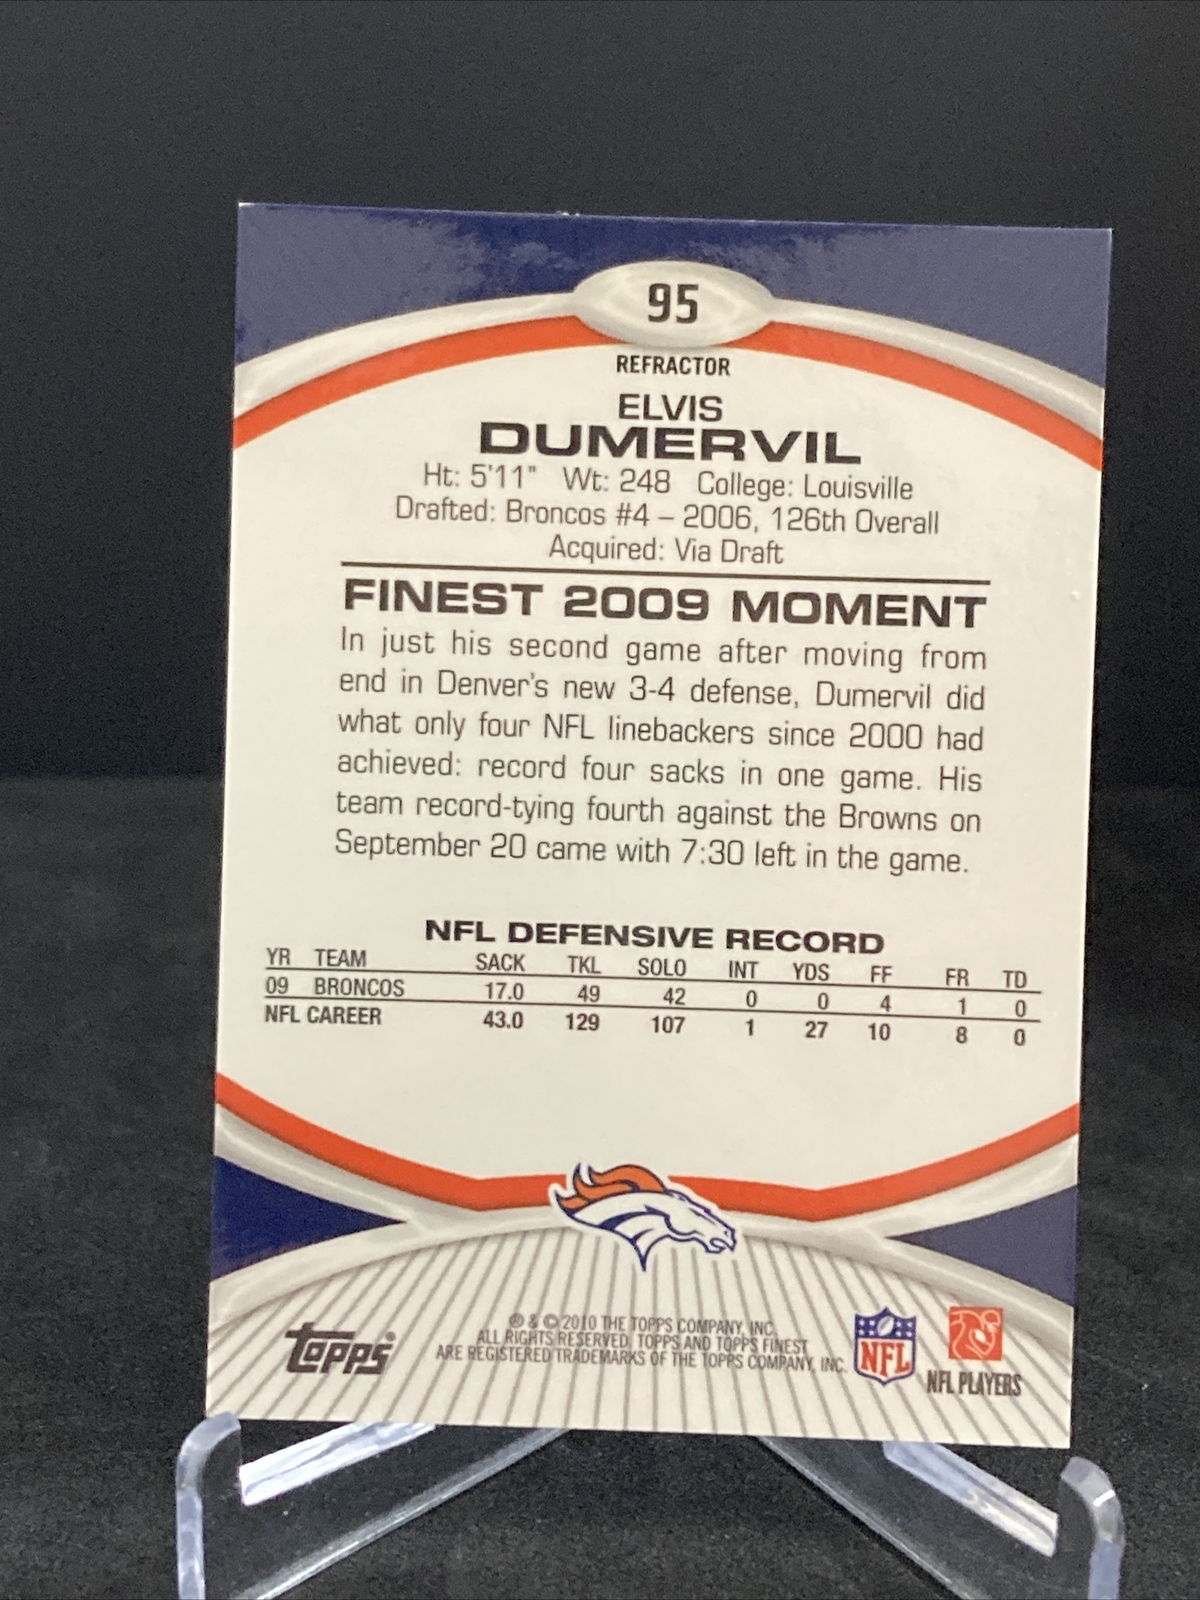 95
REFRACTOR
ELVIS
DUMERVIL
Ht: 5'11" Wt: 248 College: Louisville
Drafted: Broncos #4 – 2006, 126th Overall
Acquired: Via Draft
FINEST 2009 MOMENT
In just his second game after moving from
end in Denver's new 3-4 defense, Dumervil did
what only four NFL linebackers since 2000 had
achieved: record four sacks in one game. His
team record-tying fourth against the Browns on
September 20 came with 7:30 left in the game.
NFL DEFENSIVE RECORD
YR TEAM SACK TKL SOLO INT YDS FF FR TD
09 BRONCOS 17.0 49 42 0 0 4 1 0
NFL CAREER 43.0 129 107 1 27 10 8 0
® & © 2010 THE TOPPS COMPANY, INC.
ALL RIGHTS RESERVED. TOPPS AND TOPPS FINEST
ARE REGISTERED TRADEMARKS OF THE TOPPS COMPANY, INC.
Topps®
NFL
NFL PLAYERS